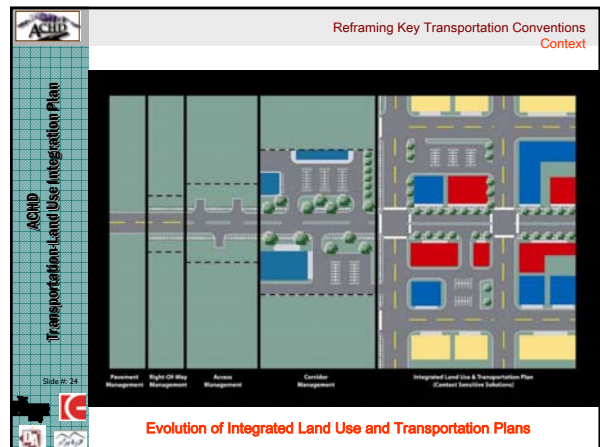 ACHD
Reframing Key Transportation Conventions
Context
ACHD
Transportation-Land Use Integration Plan
Pavement
Management
Right-Of-Way
Management
Access
Management
Corridor
Management
Integrated Land Use & Transportation Plan
(Context Sensitive Solutions)
Slide #: 24
Evolution of Integrated Land Use and Transportation Plans